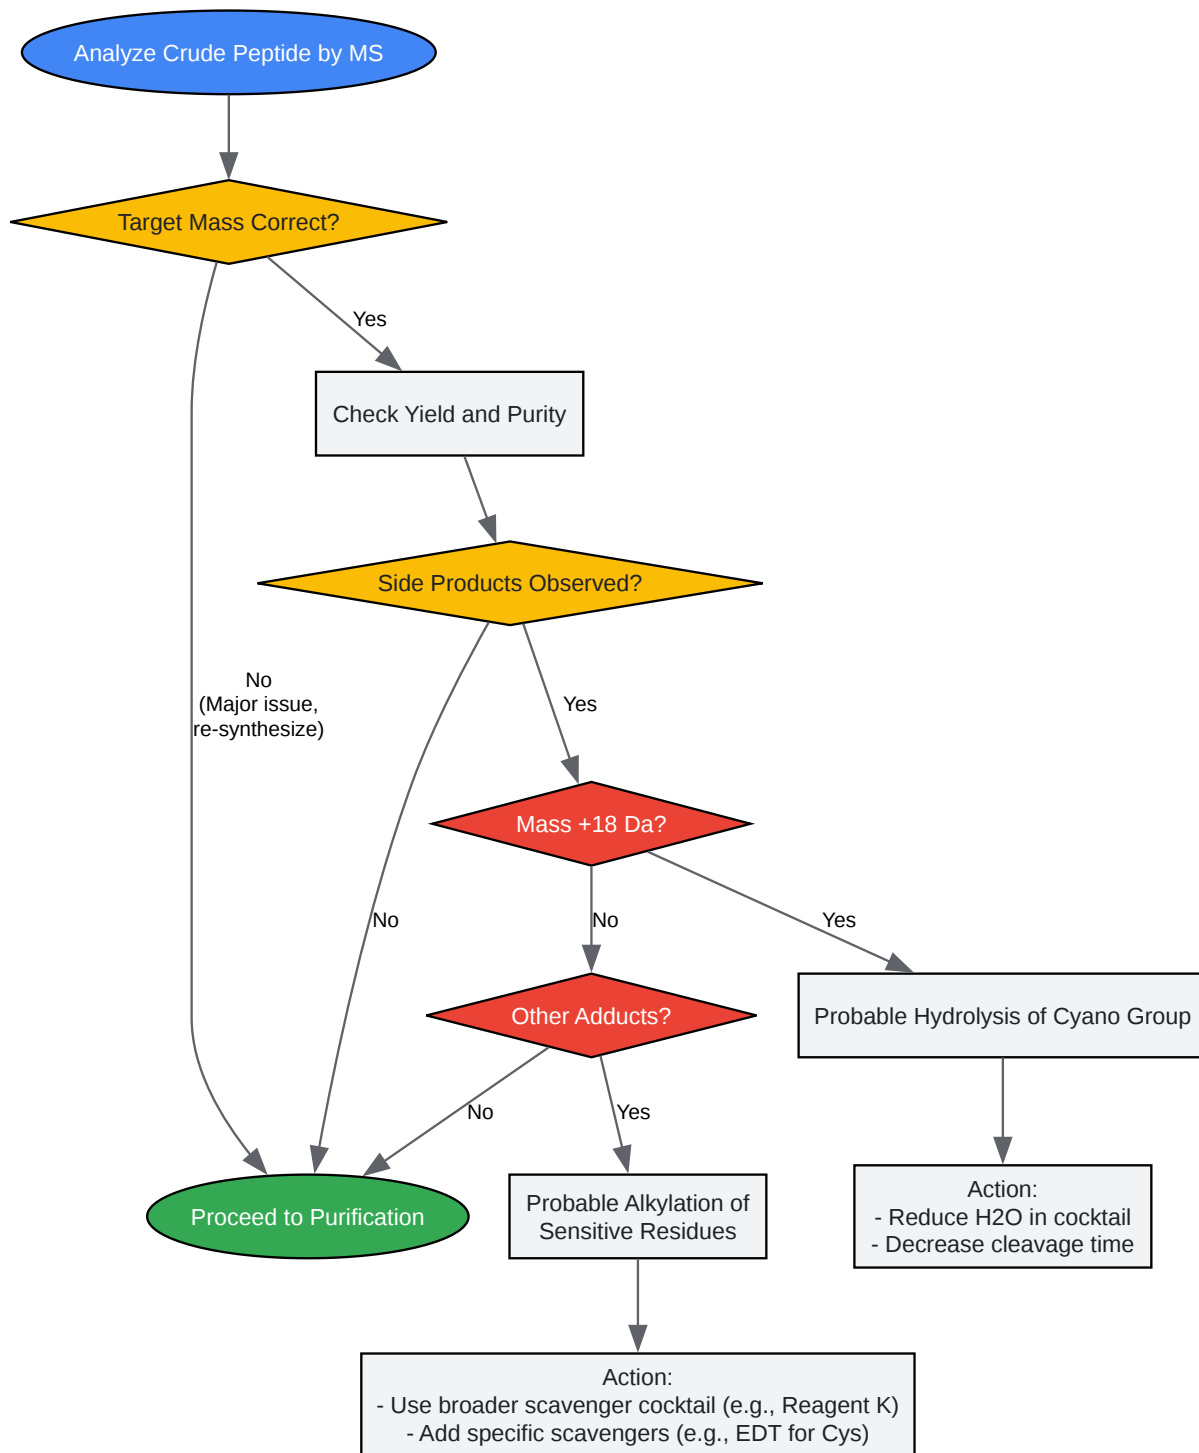 Analyze Crude Peptide by MS
Target Mass Correct?
Yes
Check Yield and Purity
Side Products Observed?
No
(Major issue,
re-synthesize)
Yes
Mass +18 Da?
No
No
Yes
Other Adducts?
Probable Hydrolysis of Cyano Group
No
Yes
Proceed to Purification
Probable Alkylation of
Sensitive Residues
Action:
- Reduce H2O in cocktail
- Decrease cleavage time
Action:
- Use broader scavenger cocktail (e.g., Reagent K)
- Add specific scavengers (e.g., EDT for Cys)